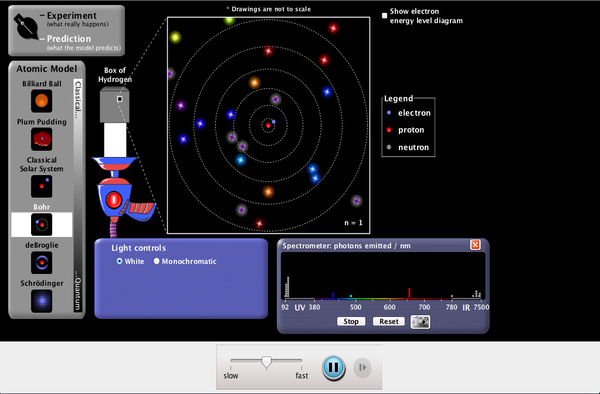 Experiment
(what really happens)
Prediction
(what the model predicts)
* Drawings are not to scale
Show electron
energy level diagram
Atomic Model
Billiard Ball
Plum Pudding
Classical
Solar System
Bohr
deBroglie
Schrödinger
Classical...
...Quantum
Box of
Hydrogen
Legend
electron
proton
neutron
n = 1
Light controls
White
Monochromatic
Spectrometer: photons emitted / nm
92 UV 380 500 600 700 780 IR 7500
Stop
Reset
slow
fast